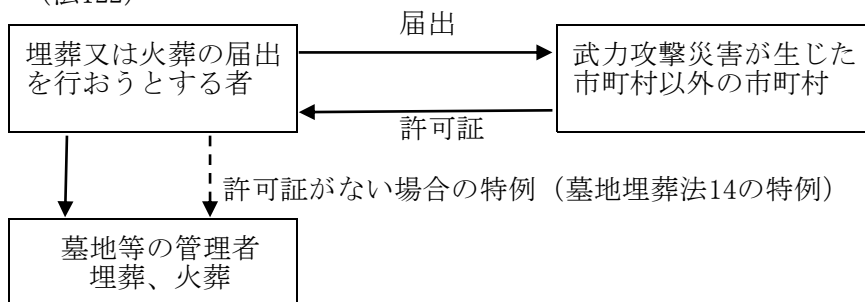 (法122)
届出
埋葬又は火葬の届出
を行おうとする者
武力攻撃災害が生じた
市町村以外の市町村
許可証
許可証がない場合の特例（墓地埋葬法14の特例）
墓地等の管理者
埋葬、火葬